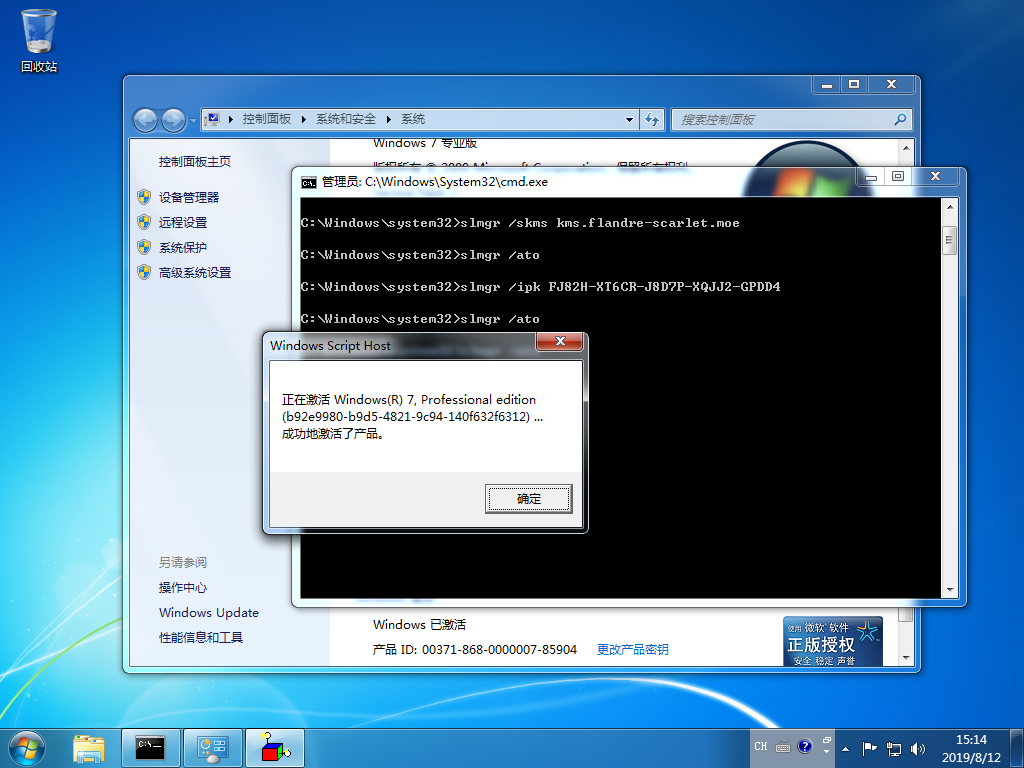 回收站
控制面板
系统和安全
系统
搜索控制面板
控制面板主页
设备管理器
远程设置
系统保护
高级系统设置
另请参阅
操作中心
Windows Update
性能信息和工具
Windows 7 专业版
版权所有 © 2009 Microsoft Corporation。保留所有权利。
管理员: C:\Windows\System32\cmd.exe
C:\Windows\system32>slmgr /skms kms.flandre-scarlet.moe
C:\Windows\system32>slmgr /ato
C:\Windows\system32>slmgr /ipk FJ82H-XT6CR-J8D7P-XQJJ2-GPDD4
C:\Windows\system32>slmgr /ato
Windows Script Host
正在激活 Windows(R) 7, Professional edition
(b92e9980-b9d5-4821-9c94-140f632f6312) ...
成功地激活了产品。
确定
Windows 已激活
产品 ID: 00371-868-0000007-85904
更改产品密钥
使用 微软 软件
正版授权
安全 稳定 声誉
C:\
CH
15:14
2019/8/12